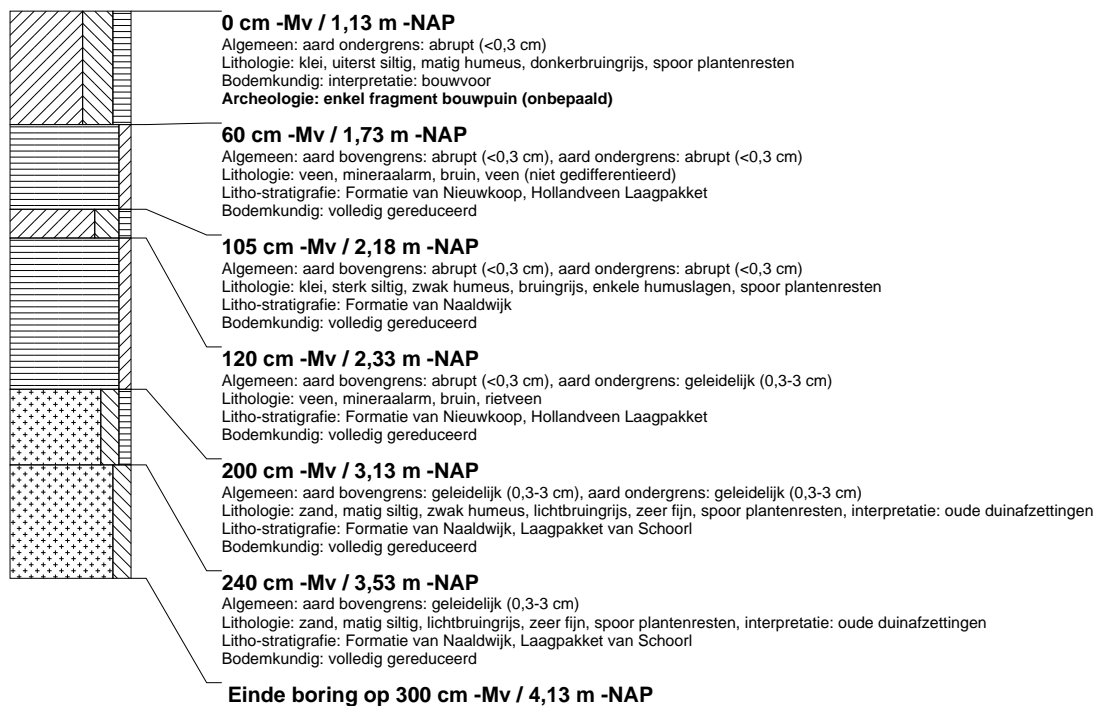 0 cm -Mv / 1,13 m -NAP
Algemeen: aard ondergrens: abrupt (<0,3 cm)
Lithologie: klei, uiterst siltig, matig humeus, donkerbruingrijs, spoor plantenresten
Bodemkundig: interpretatie: bouwvoor
Archeologie: enkel fragment bouwpuin (onbepaald)
60 cm -Mv / 1,73 m -NAP
Algemeen: aard bovengrens: abrupt (<0,3 cm), aard ondergrens: abrupt (<0,3 cm)
Lithologie: veen, mineraalarm, bruin, veen (niet gedifferentieerd)
Litho-stratigrafie: Formatie van Nieuwkoop, Hollandveen Laagpakket
Bodemkundig: volledig gereduceerd
105 cm -Mv / 2,18 m -NAP
Algemeen: aard bovengrens: abrupt (<0,3 cm), aard ondergrens: abrupt (<0,3 cm)
Lithologie: klei, sterk siltig, zwak humeus, bruingrijs, enkele humuslagen, spoor plantenresten
Litho-stratigrafie: Formatie van Naaldwijk
Bodemkundig: volledig gereduceerd
120 cm -Mv / 2,33 m -NAP
Algemeen: aard bovengrens: abrupt (<0,3 cm), aard ondergrens: geleidelijk (0,3-3 cm)
Lithologie: veen, mineraalarm, bruin, rietveen
Litho-stratigrafie: Formatie van Nieuwkoop, Hollandveen Laagpakket
Bodemkundig: volledig gereduceerd
200 cm -Mv / 3,13 m -NAP
Algemeen: aard bovengrens: geleidelijk (0,3-3 cm), aard ondergrens: geleidelijk (0,3-3 cm)
Lithologie: zand, matig siltig, zwak humeus, lichtbruingrijs, zeer fijn, spoor plantenresten, interpretatie: oude duinafzettingen
Litho-stratigrafie: Formatie van Naaldwijk, Laagpakket van Schoorl
Bodemkundig: volledig gereduceerd
240 cm -Mv / 3,53 m -NAP
Algemeen: aard bovengrens: geleidelijk (0,3-3 cm)
Lithologie: zand, matig siltig, lichtbruingrijs, zeer fijn, spoor plantenresten, interpretatie: oude duinafzettingen
Litho-stratigrafie: Formatie van Naaldwijk, Laagpakket van Schoorl
Bodemkundig: volledig gereduceerd
Einde boring op 300 cm -Mv / 4,13 m -NAP